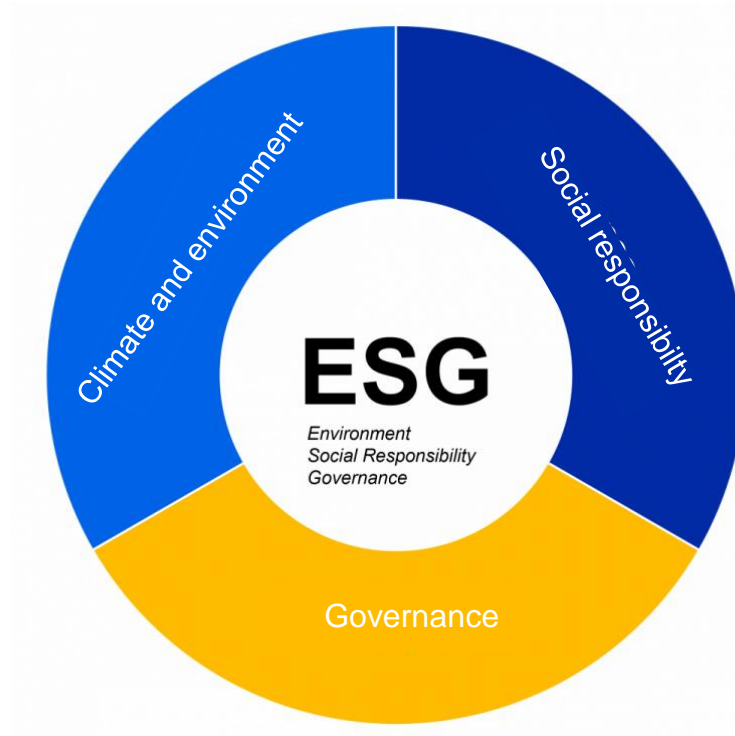 Climate and environment
Social responsibilty
ESG
Environment
Social Responsibility
Governance
Governance